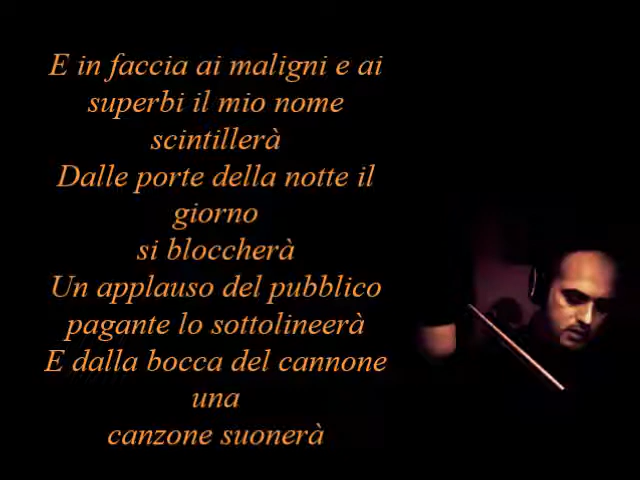 E in faccia ai maligni e ai
superbi il mio nome
scintillerà
Dalle porte della notte il
giorno
si bloccherà
Un applauso del pubblico
pagante lo sottolineerà
E dalla bocca del cannone
una
canzone suonerà